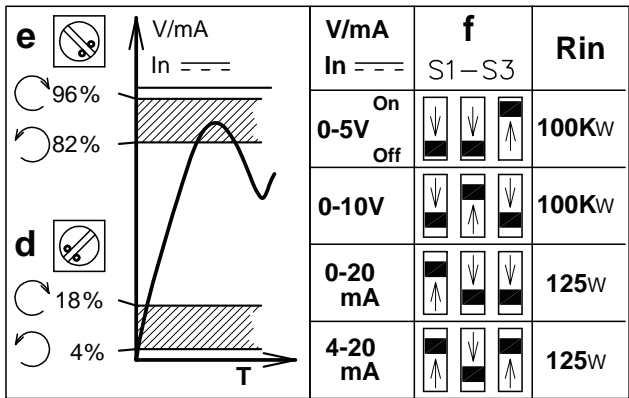 e
V/mA
In
96%
82%
d
18%
4%
T
V/mA
In
f
S1-S3
Rin
0-5V
On
Off
100KW
0-10V
100KW
0-20
mA
125W
4-20
mA
125W